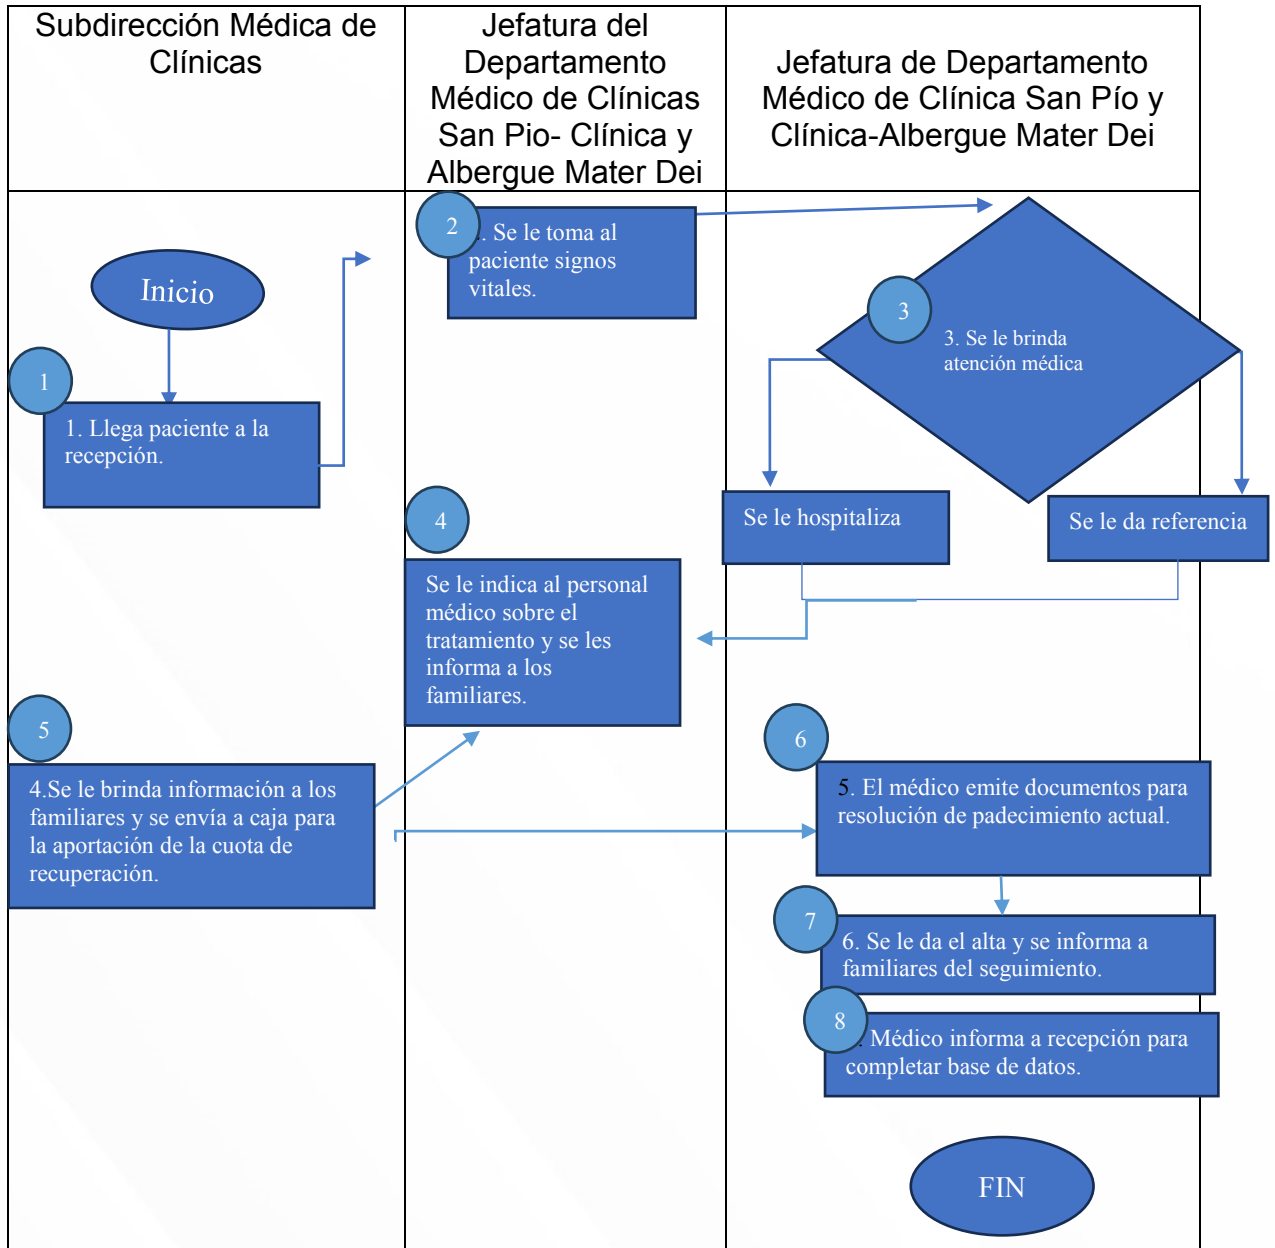 Subdirección Médica de
Clínicas
Jefatura del
Departamento
Médico de Clínicas
San Pio- Clínica y
Albergue Mater Dei
Jefatura de Departamento
Médico de Clínica San Pío y
Clínica-Albergue Mater Dei
Inicio
1
1. Llega paciente a la
recepción.
2
. Se le toma al
paciente signos
vitales.
3
3. Se le brinda
atención médica
Se le hospitaliza
Se le da referencia
4
Se le indica al personal
médico sobre el
tratamiento y se les
informa a los
familiares.
5
4.Se le brinda información a los
familiares y se envía a caja para
la aportación de la cuota de
recuperación.
6
5. El médico emite documentos para
resolución de padecimiento actual.
7
6. Se le da el alta y se informa a
familiares del seguimiento.
8
. Médico informa a recepción para
completar base de datos.
FIN